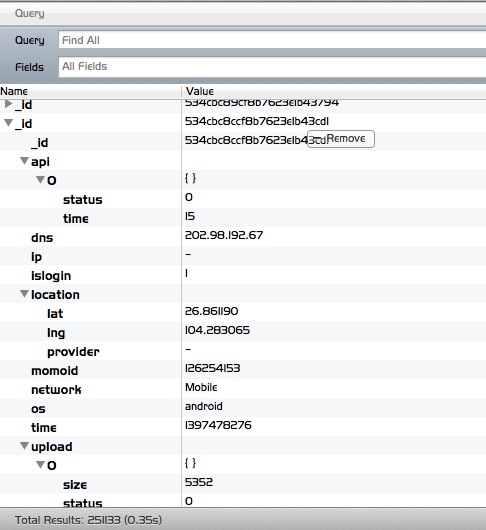 Query
Query Find All
Fields All Fields
Name Value
_id 534cbc89cf8b7623e1b43794
_id 534cbc8ccf8b7623e1b43cd1
_id 534cbc8ccf8b7623e1b43cd1 Remove
api
0 { }
status 0
time 15
dns 202.98.192.67
ip -
islogin 1
location
lat 26.861190
lng 104.283065
provider -
momoid 126254153
network Mobile
os android
time 1397478276
upload
0 { }
size 5352
status 0
Total Results: 251133 (0.35s)